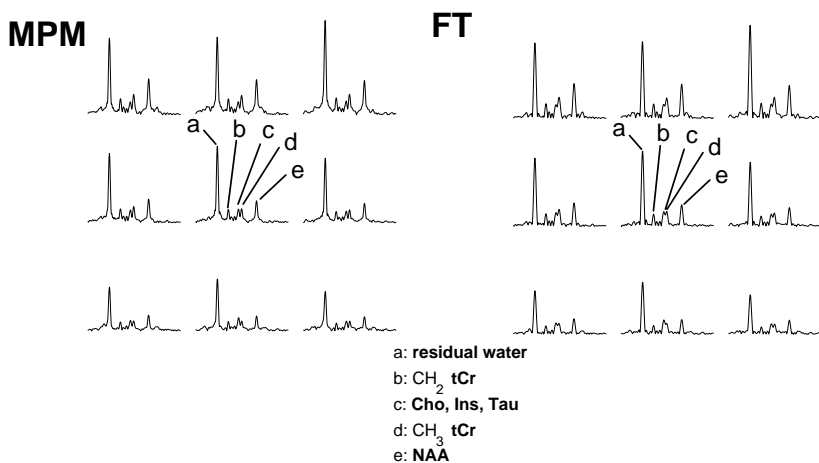 MPM
FT
a
b
c
d
e
a
b
c
d
e
a: residual water
b: CH2 tCr
c: Cho, Ins, Tau
d: CH3 tCr
e: NAA